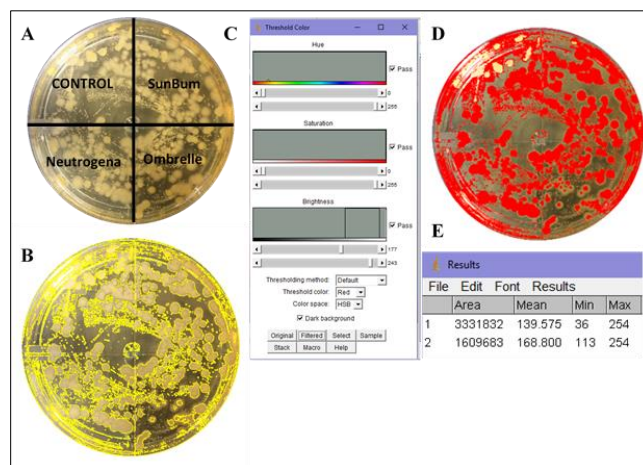 A
CONTROL
SunBum
Neutrogena
Ombrelle
B
C
Threshold Color
Hue
Pass
0
255
Saturation
Pass
0
255
Brightness
Pass
177
243
Thresholding method: Default
Threshold color: Red
Color space: HSB
Dark background
Original Filtered Select Sample
Stack Macro Help
D
E
Results
File Edit Font Results
Area Mean Min Max
1 3331832 139.575 36 254
2 1609683 168.800 113 254